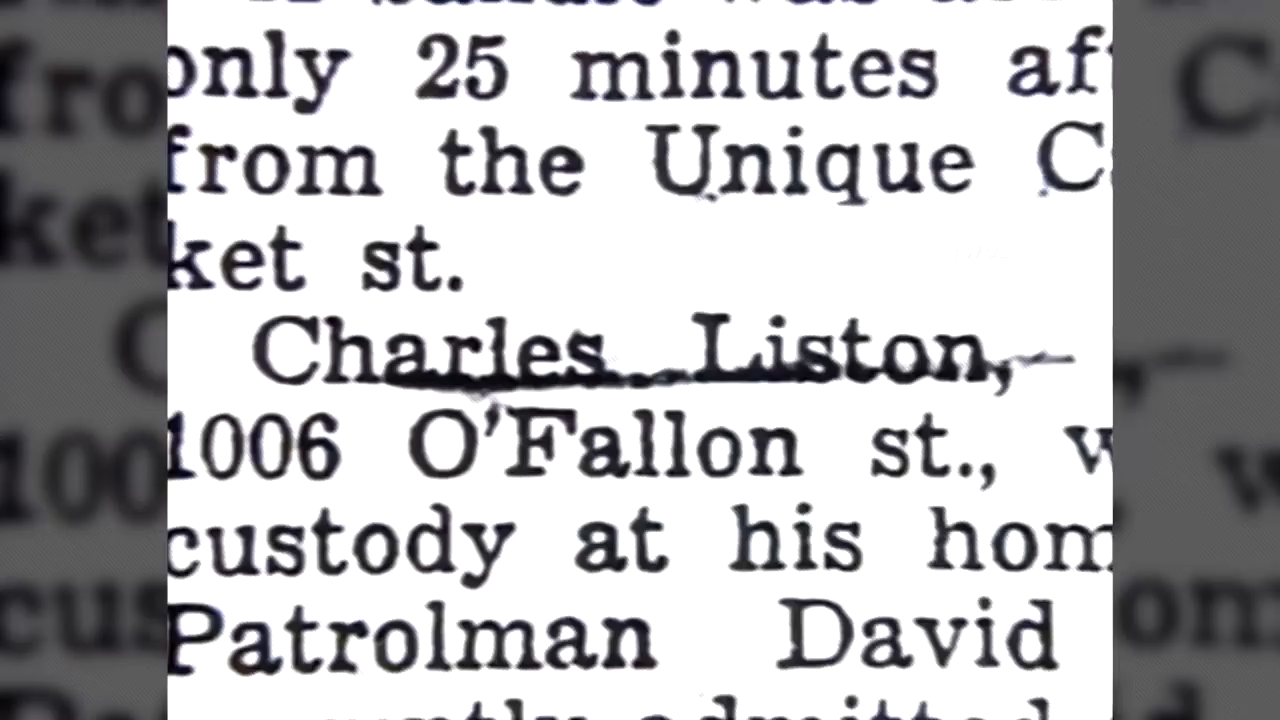 only 25 minutes af
from the Unique C
ket st.
Charles Liston,
1006 O'Fallon st., w
custody at his hom
Patrolman David
admitted